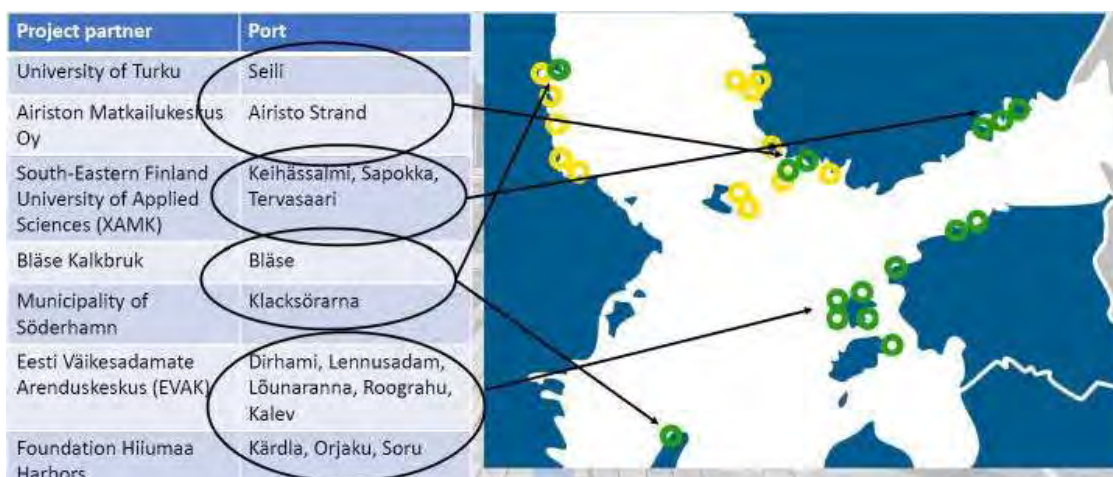 Project partner Port
University of Turku Seili
Airiston Matkailukeskus Airisto Strand
Oy
South-Eastern Finland Keihässalmi, Sapokka,
University of Applied Tervasaari
Sciences (XAMK)
Bläse Kalkbruk Bläse
Municipality of Klacksörarna
Söderhamn
Eesti Väikesadamate Dirhami, Lennusadam,
Arenduskeskus (EVAK) Lõunaranna, Roograhu,
Kalev
Foundation Hiiumaa Kärdla, Orjaku, Soru
Harbors